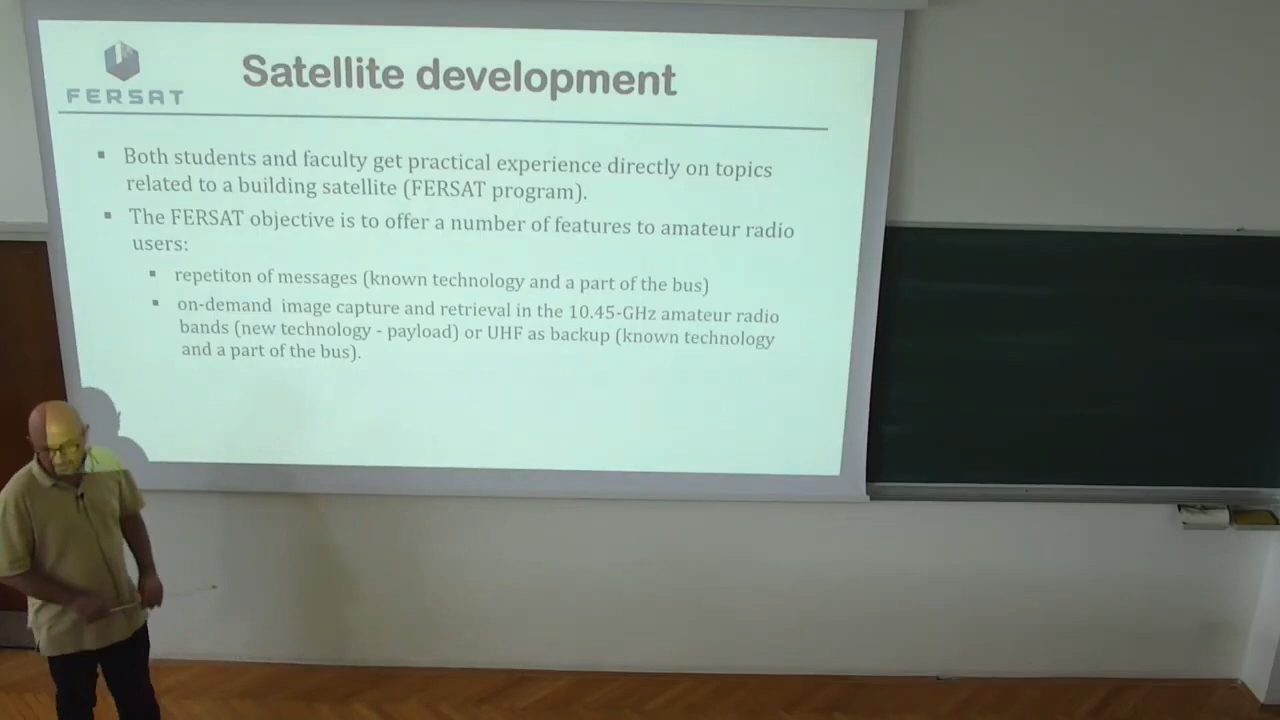 FERSAT
Satellite development
▪ Both students and faculty get practical experience directly on topics
related to a building satellite (FERSAT program).
▪ The FERSAT objective is to offer a number of features to amateur radio
users:
▪ repetiton of messages (known technology and a part of the bus)
▪ on-demand image capture and retrieval in the 10.45-GHz amateur radio
bands (new technology - payload) or UHF as backup (known technology
and a part of the bus).